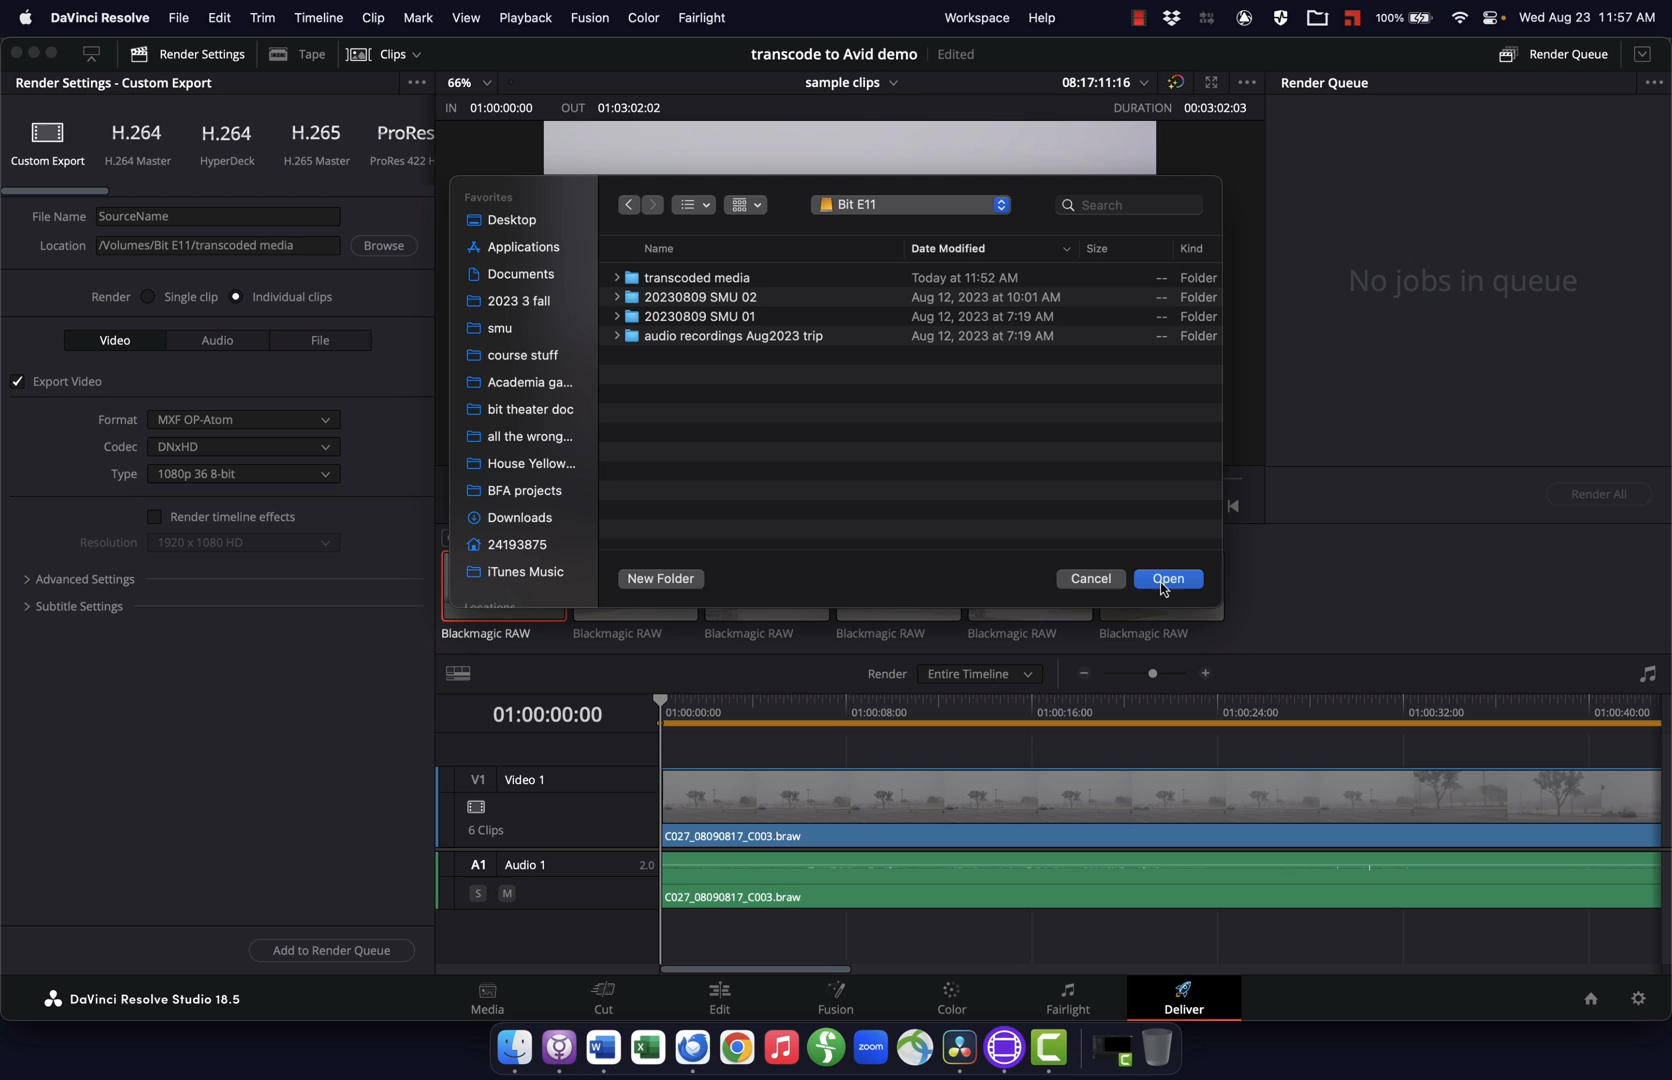 DaVinci Resolve File Edit Trim Timeline Clip Mark View Playback Fusion Color Fairlight Workspace Help 100% Wed Aug 23 11:57 AM
Render Settings Tape Clips transcode to Avid demo Edited Render Queue
Render Settings - Custom Export 66% sample clips 08:17:11:16 Render Queue
IN 01:00:00:00 OUT 01:03:02:02 DURATION 00:03:02:03
H.264 H.264 H.265 ProRes
Custom Export H.264 Master HyperDeck H.265 Master ProRes 422 H
File Name SourceName
Location /Volumes/Bit E11/transcoded media Browse
Render Single clip Individual clips
Video Audio File
Export Video
Format MXF OP-Atom
Codec DNxHD
Type 1080p 36 8-bit
Render timeline effects
Resolution 1920 x 1080 HD
Advanced Settings
Subtitle Settings
Add to Render Queue
Favorites
Desktop
Applications
Documents
2023 3 fall
smu
course stuff
Academia ga...
bit theater doc
all the wrong...
House Yellow...
BFA projects
Downloads
24193875
iTunes Music
Locations
Bit E11 Search
Name Date Modified Size Kind
transcoded media Today at 11:52 AM -- Folder
20230809 SMU 02 Aug 12, 2023 at 10:01 AM -- Folder
20230809 SMU 01 Aug 12, 2023 at 7:19 AM -- Folder
audio recordings Aug2023 trip Aug 12, 2023 at 7:19 AM -- Folder
New Folder Cancel Open
No jobs in queue
Render All
Blackmagic RAW Blackmagic RAW Blackmagic RAW Blackmagic RAW Blackmagic RAW Blackmagic RAW
Render Entire Timeline
01:00:00:00 01:00:00:00 01:00:08:00 01:00:16:00 01:00:24:00 01:00:32:00 01:00:40:00
V1 Video 1
6 Clips
C027_08090817_C003.braw
A1 Audio 1 2.0
S M
C027_08090817_C003.braw
DaVinci Resolve Studio 18.5
Media Cut Edit Fusion Color Fairlight Deliver
zoom